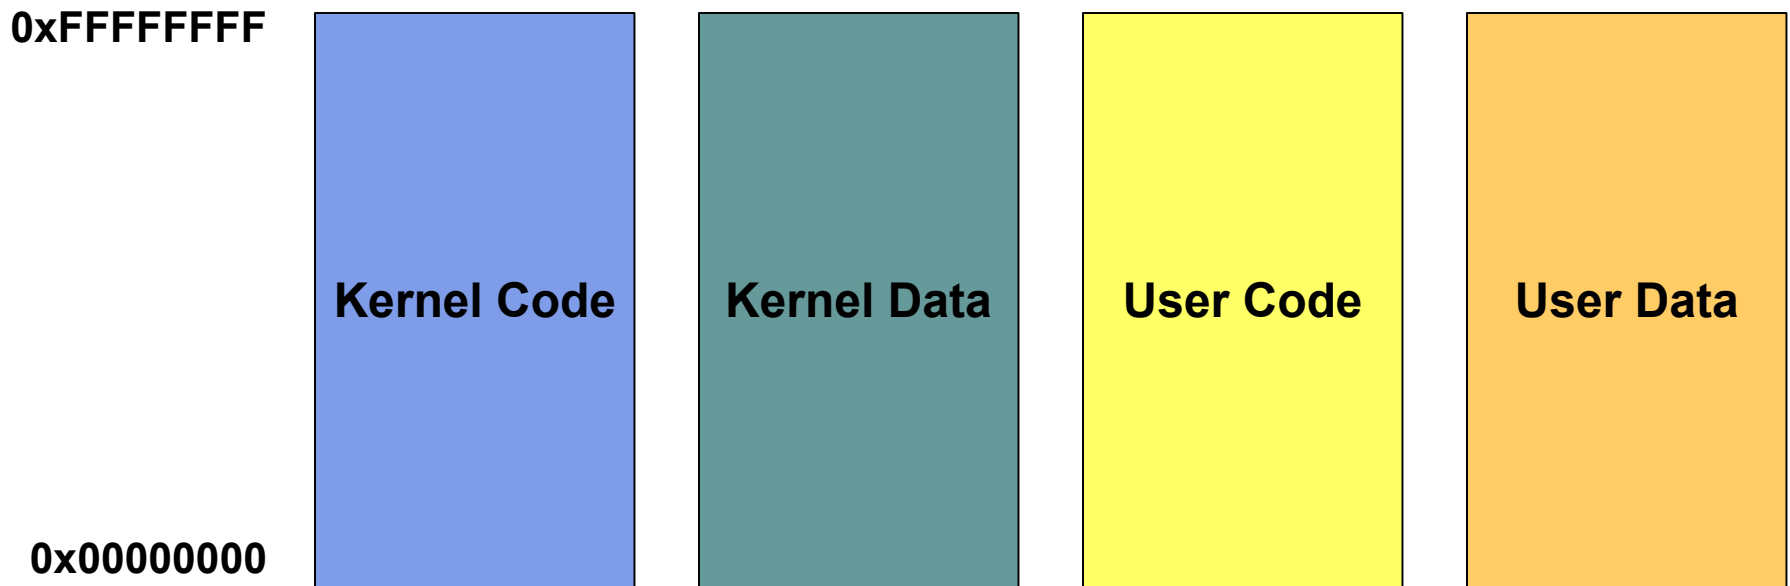 0xFFFFFFFF
Kernel Code
Kernel Data
User Code
User Data
0x00000000